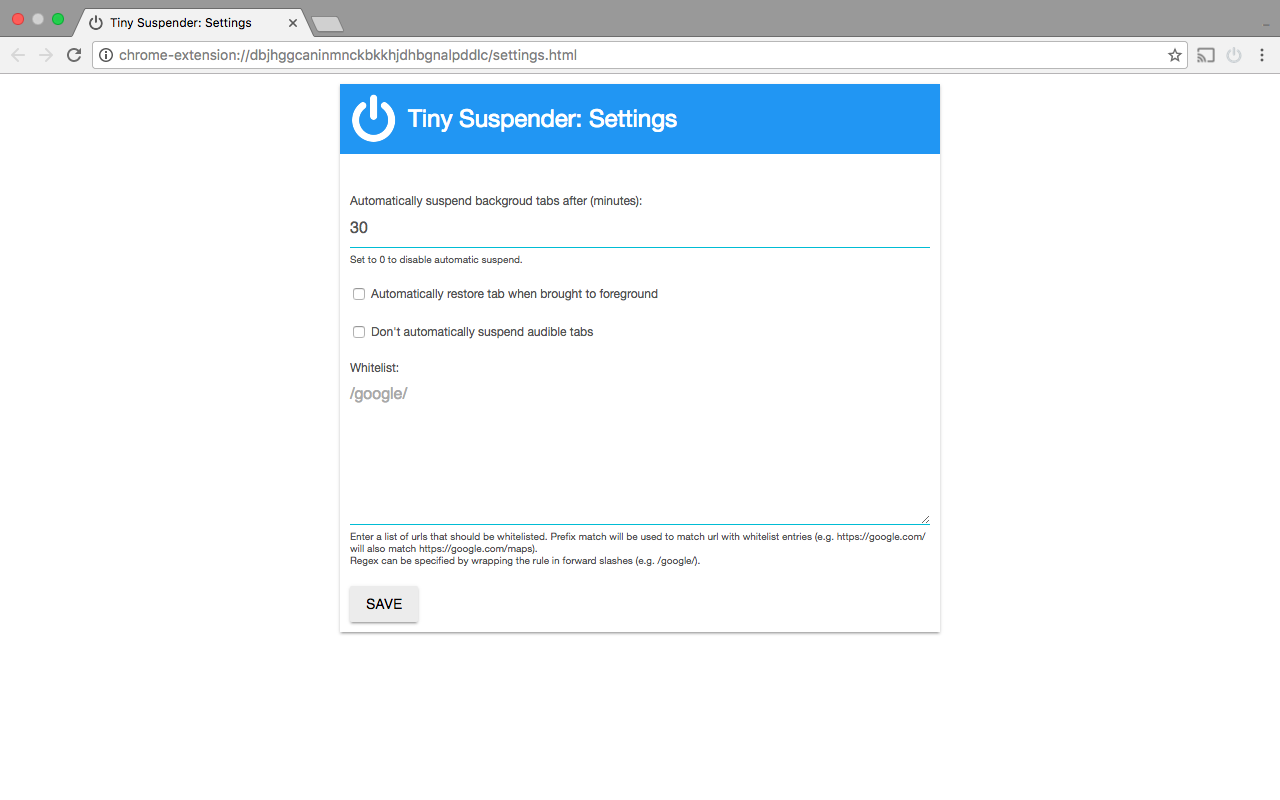 Tiny Suspender: Settings
chrome-extension://dbjhggcaninmnckbkkhjdhbgnalpddlc/settings.html
Tiny Suspender: Settings
Automatically suspend backgroud tabs after (minutes):
30
Set to 0 to disable automatic suspend.
Automatically restore tab when brought to foreground
Don't automatically suspend audible tabs
Whitelist:
/google/
Enter a list of urls that should be whitelisted. Prefix match will be used to match url with whitelist entries (e.g. https://google.com/
will also match https://google.com/maps).
Regex can be specified by wrapping the rule in forward slashes (e.g. /google/).
SAVE